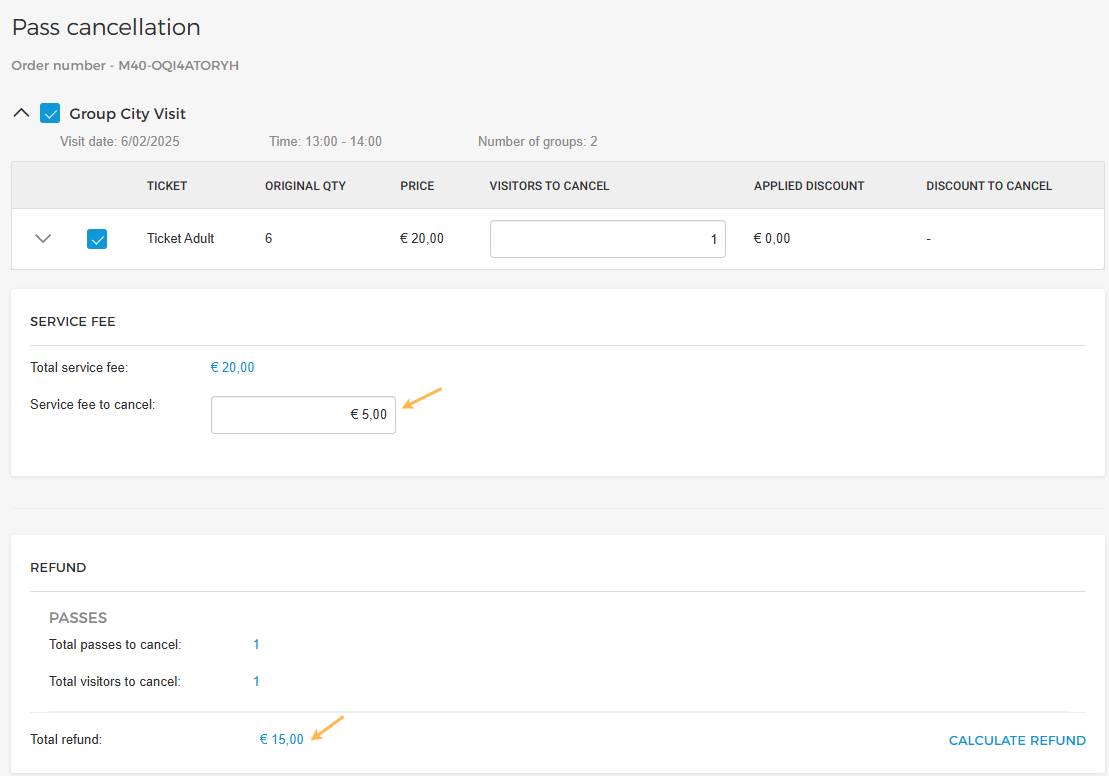 Pass cancellation
Order number - M40-OQI4ATORYH
Group City Visit
Visit date: 6/02/2025 Time: 13:00 - 14:00 Number of groups: 2
TICKET ORIGINAL QTY PRICE VISITORS TO CANCEL APPLIED DISCOUNT DISCOUNT TO CANCEL
Ticket Adult 6 € 20,00 1 € 0,00 -
SERVICE FEE
Total service fee: € 20,00
Service fee to cancel: € 5,00
REFUND
PASSES
Total passes to cancel: 1
Total visitors to cancel: 1
Total refund: € 15,00 CALCULATE REFUND